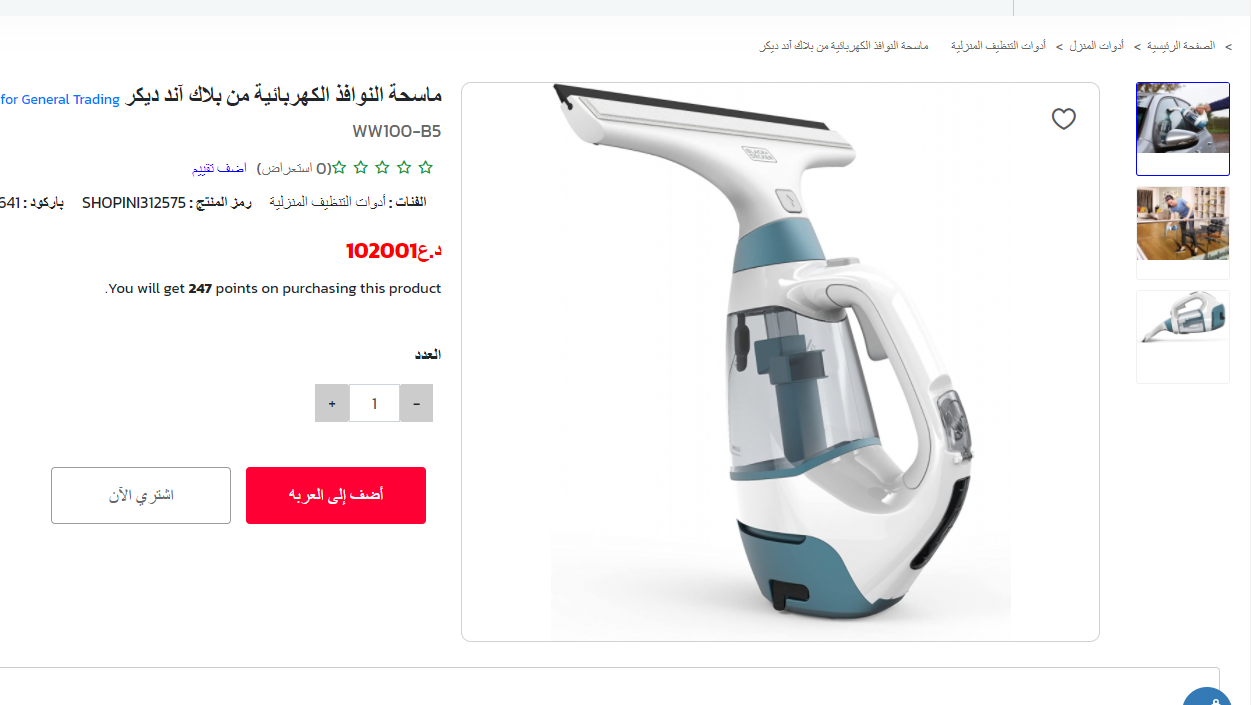 < الصفحة الرئيسية > أدوات المنزل > أدوات التنظيف المنزلية ماسحة النوافذ الكهربائية من بلاك آند ديكر
ماسحة النوافذ الكهربائية من بلاك آند ديكر for General Trading
WW100-B5
(0 استعراض) اضف تقييم
الفئات : أدوات التنظيف المنزلية رمز المنتج : SHOPINI312575 باركود : 641
د.ع102001
You will get 247 points on purchasing this product.
العدد
- 1 +
أضف إلى العربه اشتري الآن
BLACK+DECKER